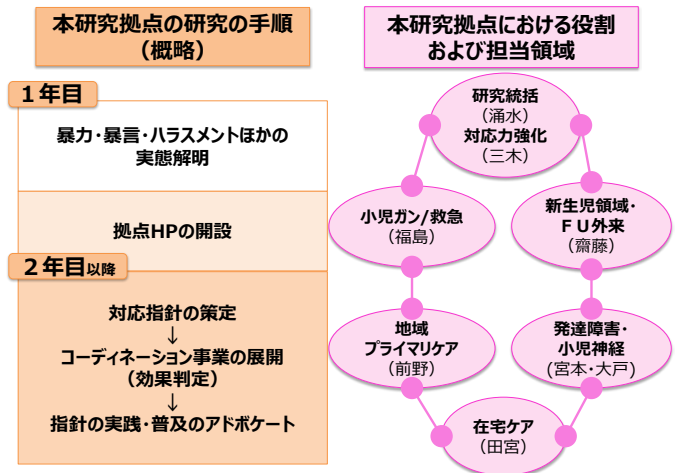 本研究拠点の研究の手順
(概略)
１年目
暴力・暴言・ハラスメントほかの
実態解明
拠点HPの開設
２年目以降
対応指針の策定
↓
コーディネーション事業の展開
(効果判定)
↓
指針の実践・普及のアドボケート
本研究拠点における役割
および担当領域
研究統括
(涌水)
対応力強化
(三木)
小児ガン/救急
(福島)
新生児領域・
ＦＵ外来
(齋藤)
地域
プライマリケア
(前野)
発達障害・
小児神経
(宮本・大戸)
在宅ケア
(田宮)